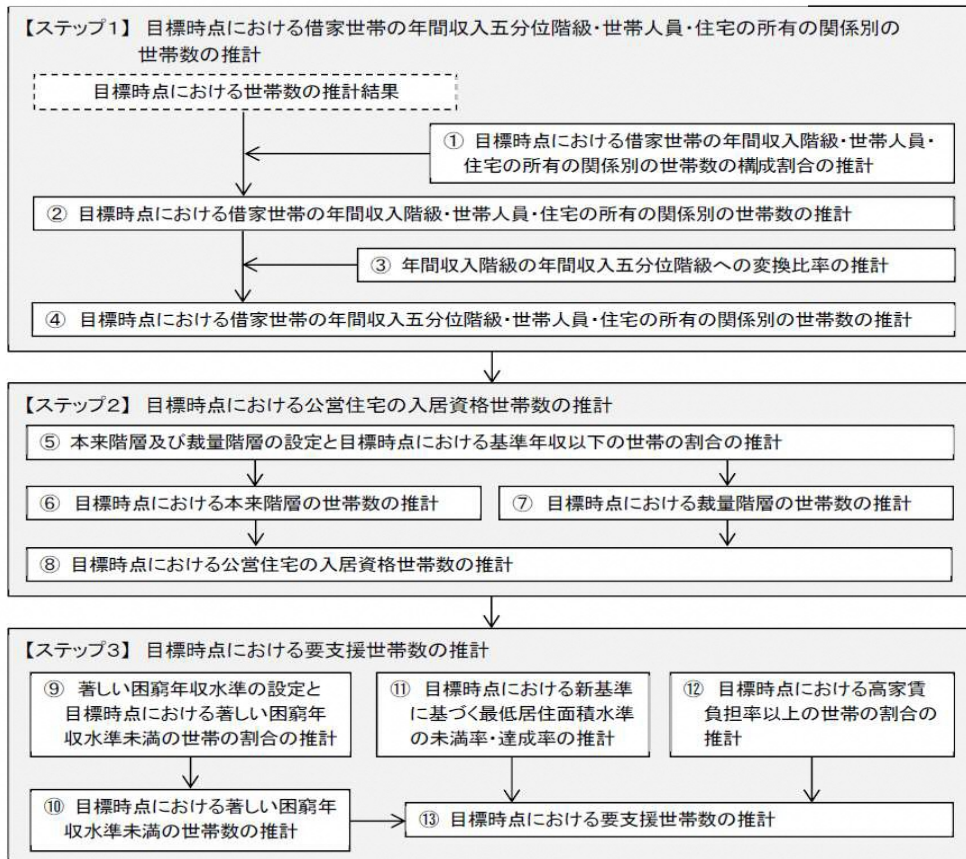 【ステップ1】 目標時点における借家世帯の年間収入五分位階級・世帯人員・住宅の所有の関係別の
世帯数の推計
目標時点における世帯数の推計結果
① 目標時点における借家世帯の年間収入階級・世帯人員・
住宅の所有の関係別の世帯数の構成割合の推計
② 目標時点における借家世帯の年間収入階級・世帯人員・住宅の所有の関係別の世帯数の推計
③ 年間収入階級の年間収入五分位階級への変換比率の推計
④ 目標時点における借家世帯の年間収入五分位階級・世帯人員・住宅の所有の関係別の世帯数の推計
【ステップ2】 目標時点における公営住宅の入居資格世帯数の推計
⑤ 本来階層及び裁量階層の設定と目標時点における基準年収以下の世帯の割合の推計
⑥ 目標時点における本来階層の世帯数の推計
⑦ 目標時点における裁量階層の世帯数の推計
⑧ 目標時点における公営住宅の入居資格世帯数の推計
【ステップ3】 目標時点における要支援世帯数の推計
⑨ 著しい困窮年収水準の設定と
目標時点における著しい困窮年
収水準未満の世帯の割合の推計
⑪ 目標時点における新基準
に基づく最低居住面積水準
の未満率・達成率の推計
⑫ 目標時点における高家賃
負担率以上の世帯の割合の
推計
⑩ 目標時点における著しい困窮年
収水準未満の世帯数の推計
⑬ 目標時点における要支援世帯数の推計